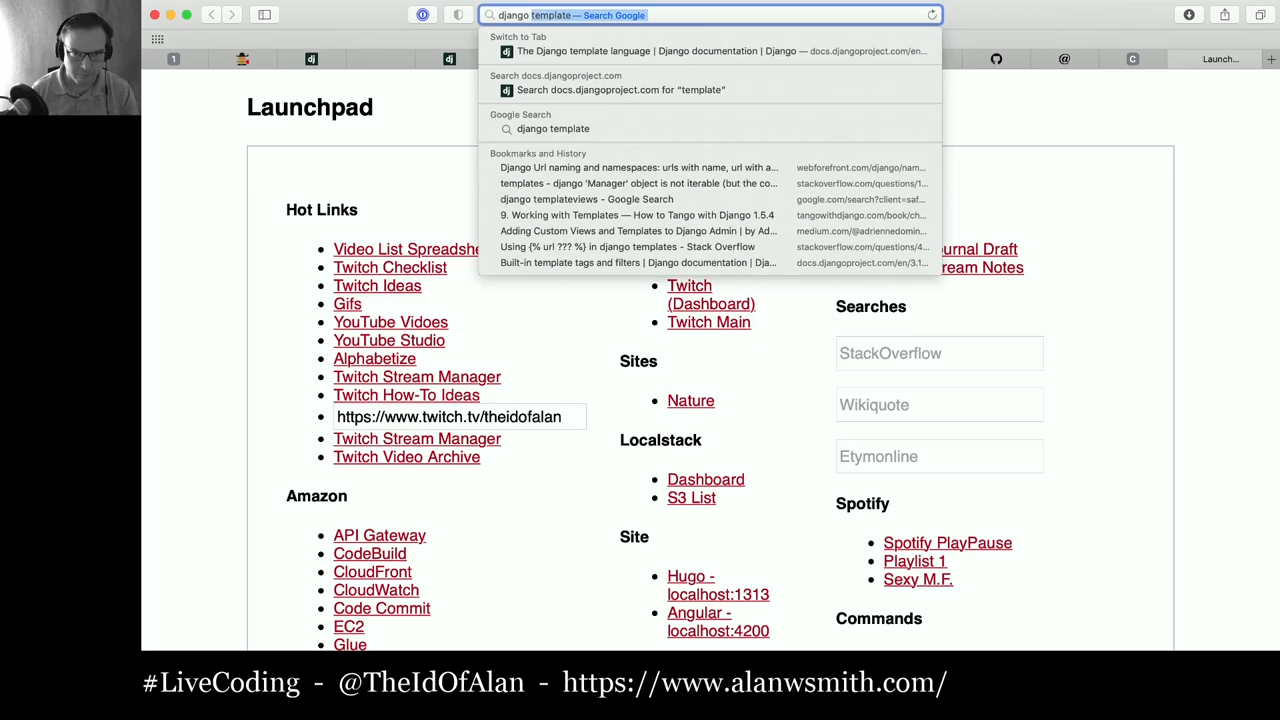 django template — Search Google
Switch to Tab
The Django template language | Django documentation | Django — docs.djangoproject.com/en...
Search docs.djangoproject.com
Search docs.djangoproject.com for “template”
Google Search
django template
Bookmarks and History
Django Url naming and namespaces: urls with name, url with a... webforefront.com/django/nam...
templates - django 'Manager' object is not iterable (but the co... stackoverflow.com/questions/1...
django templateviews - Google Search google.com/search?client=saf...
9. Working with Templates — How to Tango with Django 1.5.4 tangowithdjango.com/book/ch...
Adding Custom Views and Templates to Django Admin | by Ad... medium.com/@adriennedomin...
Using {% url ??? %} in django templates - Stack Overflow stackoverflow.com/questions/4...
Built-in template tags and filters | Django documentation | Dja... docs.djangoproject.com/en/3.1...
1
dj
dj
@
C
Launch...
Launchpad
Hot Links
Video List Spreadshe
Twitch Checklist
Twitch Ideas
Gifs
YouTube Vidoes
YouTube Studio
Alphabetize
Twitch Stream Manager
Twitch How-To Ideas
https://www.twitch.tv/theidofalan
Twitch Stream Manager
Twitch Video Archive
Amazon
API Gateway
CodeBuild
CloudFront
CloudWatch
Code Commit
EC2
Glue
Twitch
(Dashboard)
Twitch Main
Sites
Nature
Localstack
Dashboard
S3 List
Site
Hugo -
localhost:1313
Angular -
localhost:4200
urnal Draft
ream Notes
Searches
StackOverflow
Wikiquote
Etymonline
Spotify
Spotify PlayPause
Playlist 1
Sexy M.F.
Commands
#LiveCoding - @TheIdOfAlan - https://www.alanwsmith.com/